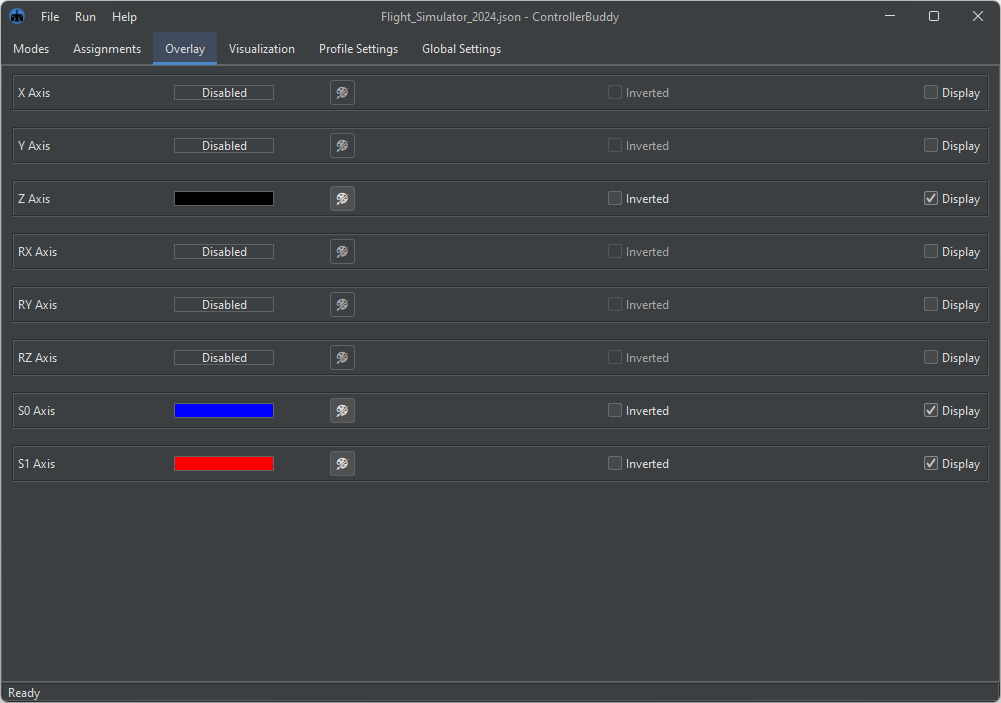 Flight_Simulator_2024.json - ControllerBuddy
File Run Help
Modes Assignments Overlay Visualization Profile Settings Global Settings
X Axis Disabled Inverted Display
Y Axis Disabled Inverted Display
Z Axis Inverted Display
RX Axis Disabled Inverted Display
RY Axis Disabled Inverted Display
RZ Axis Disabled Inverted Display
S0 Axis Inverted Display
S1 Axis Inverted Display
Ready